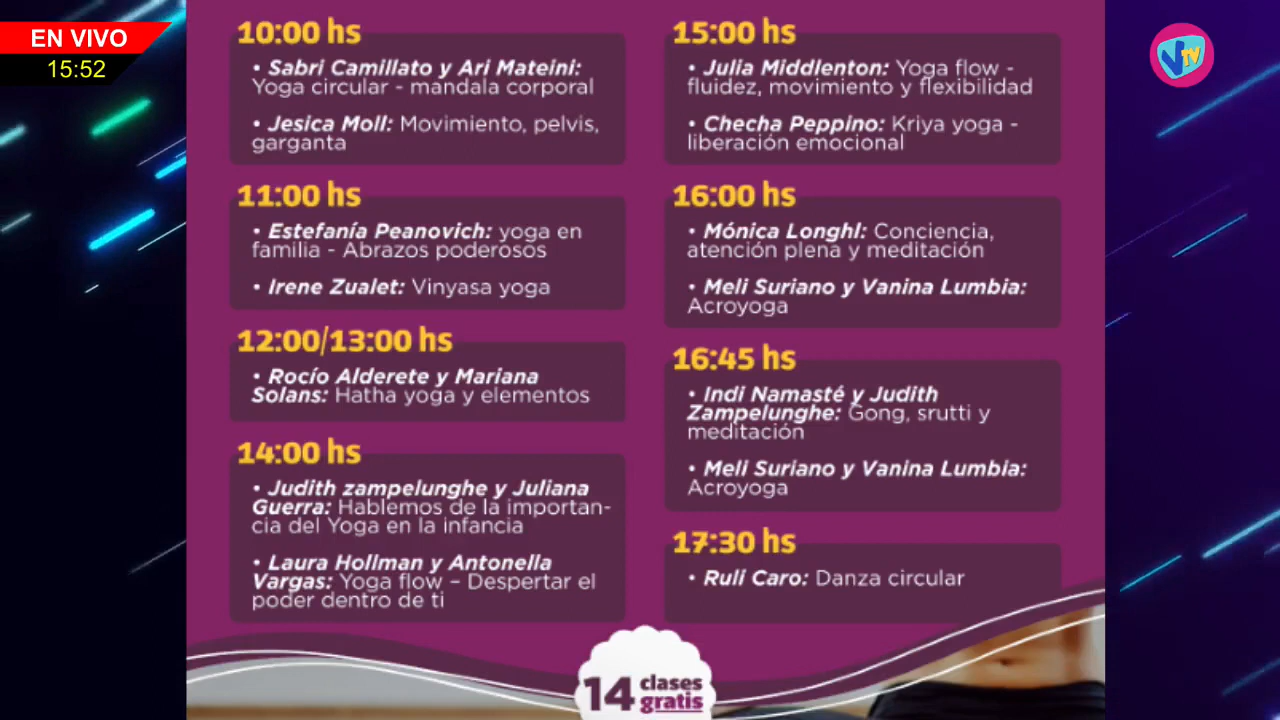 EN VIVO
15:52
10:00 hs
• Sabri Camillato y Ari Mateini:
Yoga circular - mandala corporal
• Jesica Moll: Movimiento, pelvis,
garganta
11:00 hs
• Estefanía Peanovich: yoga en
familia - Abrazos poderosos
• Irene Zualet: Vinyasa yoga
12:00/13:00 hs
• Rocío Alderete y Mariana
Solans: Hatha yoga y elementos
14:00 hs
• Judith zampelunghe y Juliana
Guerra: Hablemos de la importan-
cia del Yoga en la infancia
• Laura Hollman y Antonella
Vargas: Yoga flow – Despertar el
poder dentro de ti
15:00 hs
• Julia Middlenton: Yoga flow -
fluidez, movimiento y flexibilidad
• Checha Peppino: Kriya yoga -
liberación emocional
16:00 hs
• Mónica Longhl: Conciencia,
atención plena y meditación
• Meli Suriano y Vanina Lumbia:
Acroyoga
16:45 hs
• Indi Namasté y Judith
Zampelunghe: Gong, srutti y
meditación
• Meli Suriano y Vanina Lumbia:
Acroyoga
17:30 hs
• Ruli Caro: Danza circular
14 clases
gratis
VTV